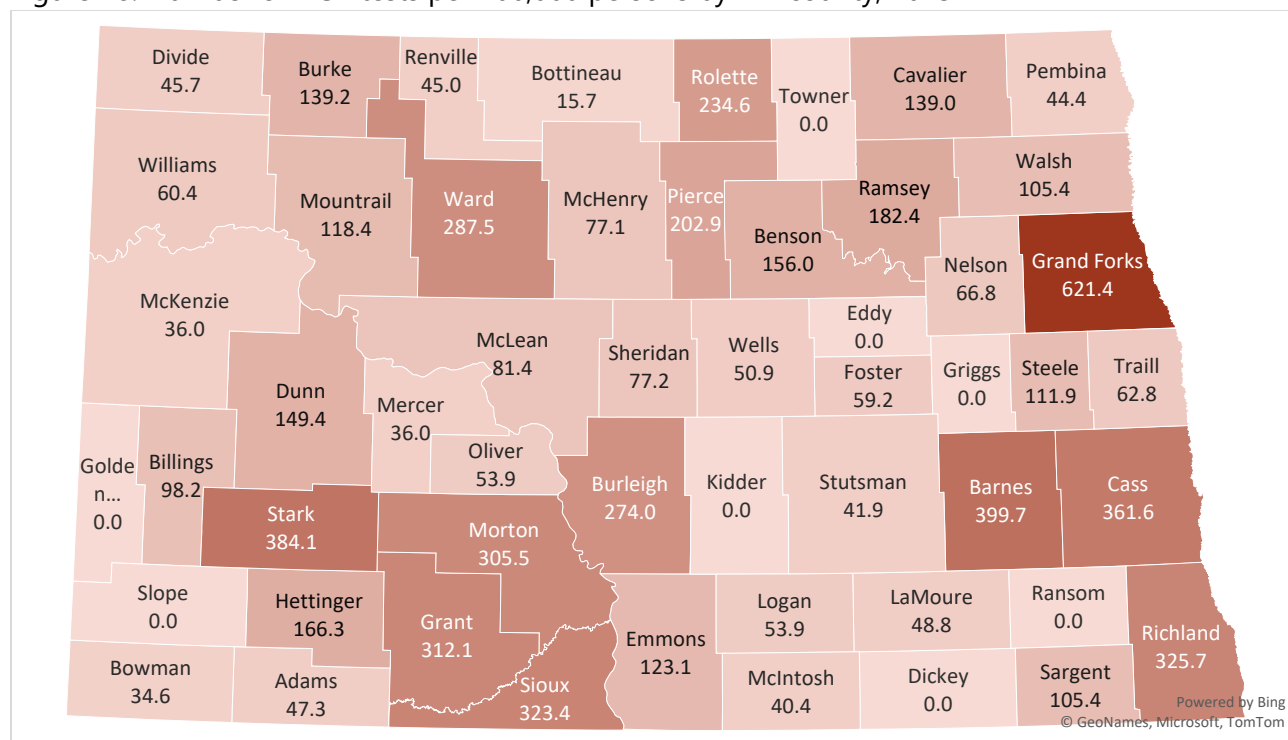 Divide
45.7
Burke
139.2
Renville
45.0
Bottineau
15.7
Rolette
234.6
Towner
0.0
Cavalier
139.0
Pembina
44.4
Williams
60.4
Mountrail
118.4
Ward
287.5
McHenry
77.1
Pierce
202.9
Benson
156.0
Ramsey
182.4
Walsh
105.4
Nelson
66.8
Grand Forks
621.4
McKenzie
36.0
Dunn
149.4
McLean
81.4
Mercer
36.0
Oliver
53.9
Sheridan
77.2
Wells
50.9
Eddy
0.0
Foster
59.2
Griggs
0.0
Steele
111.9
Traill
62.8
Golde
n...
0.0
Billings
98.2
Stark
384.1
Morton
305.5
Burleigh
274.0
Kidder
0.0
Stutsman
41.9
Barnes
399.7
Cass
361.6
Slope
0.0
Hettinger
166.3
Grant
312.1
Emmons
123.1
Logan
53.9
LaMoure
48.8
Ransom
0.0
Richland
325.7
Bowman
34.6
Adams
47.3
Sioux
323.4
McIntosh
40.4
Dickey
0.0
Sargent
105.4
Powered by Bing
© GeoNames, Microsoft, TomTom